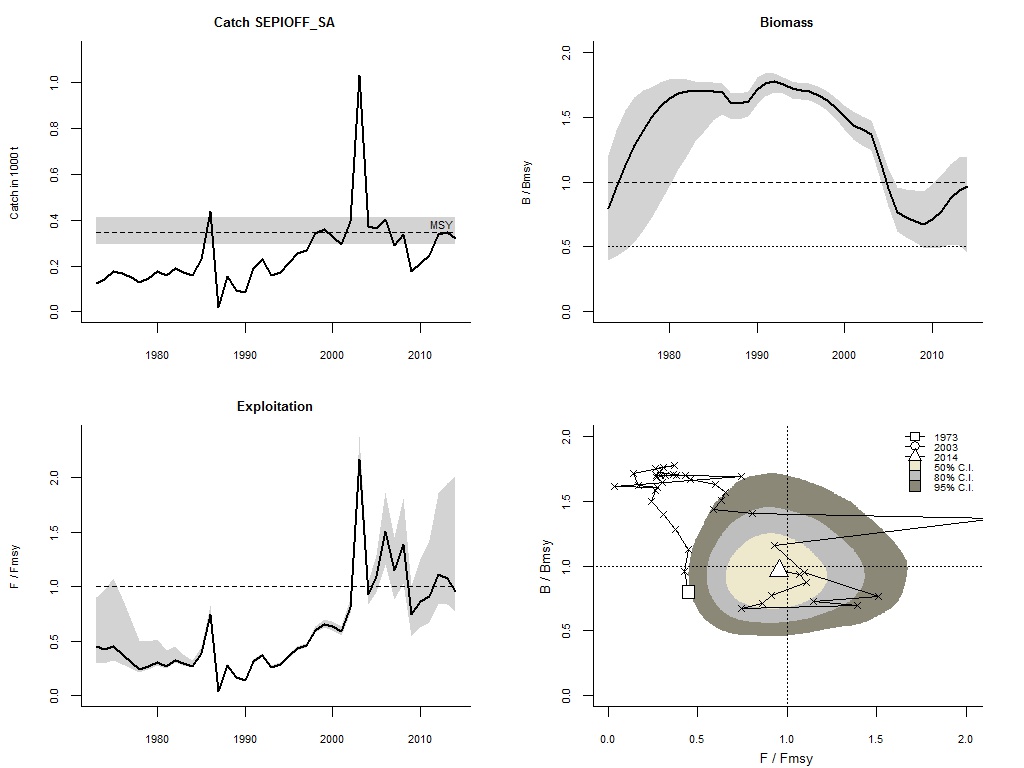 Catch SEPIOFF_SA
Catch in 1000 t
1.0
0.8
0.6
0.4
0.2
0.0
MSY
1980 1990 2000 2010
Biomass
B / Bmsy
2.0
1.5
1.0
0.5
0.0
1980 1990 2000 2010
Exploitation
F / Fmsy
2.0
1.5
1.0
0.5
0.0
1980 1990 2000 2010
B / Bmsy
2.0
1.5
1.0
0.5
0.0
1973
2003
2014
50% C.I.
80% C.I.
95% C.I.
0.0 0.5 1.0 1.5 2.0
F / Fmsy